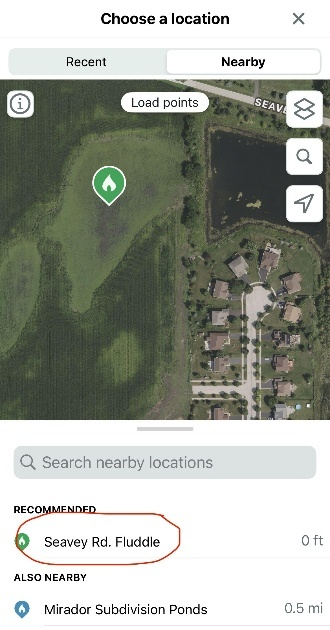 Choose a location
Recent
Nearby
Load points
SEAVE
Search nearby locations
RECOMMENDED
Seavey Rd. Fluddle
0 ft
ALSO NEARBY
Mirador Subdivision Ponds
0.5 mi